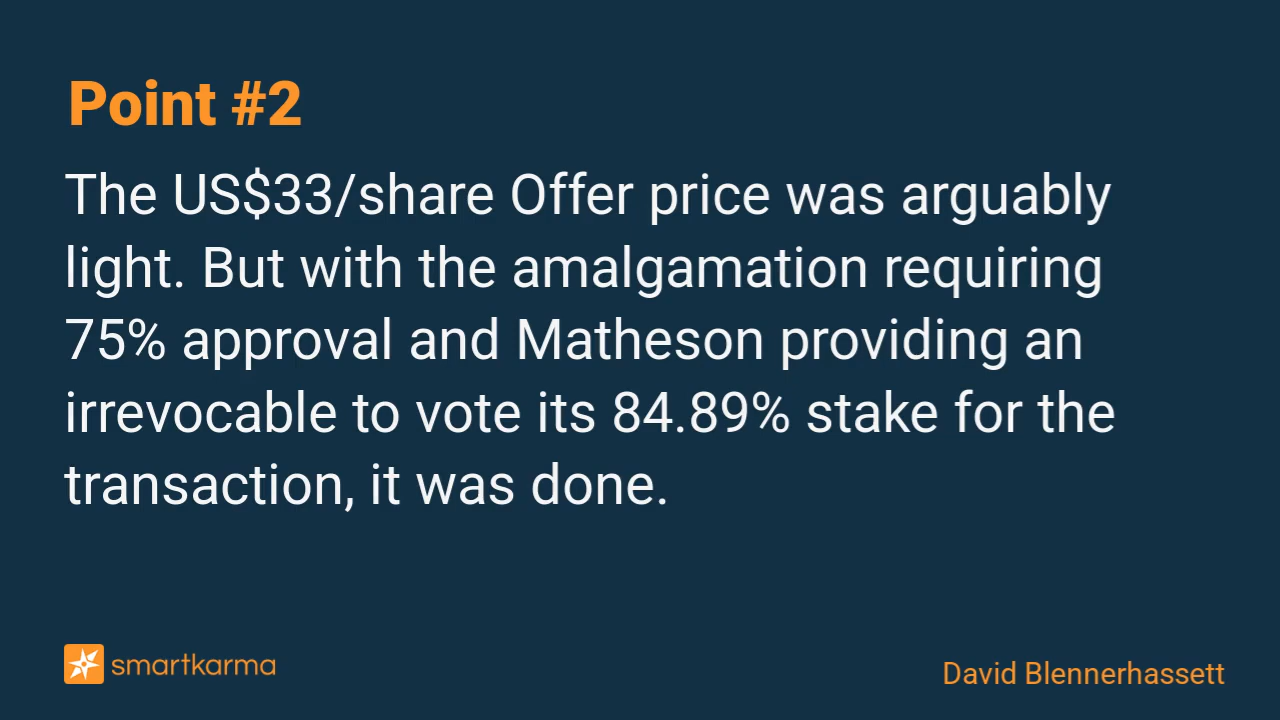 Point #2
The US$33/share Offer price was arguably
light. But with the amalgamation requiring
75% approval and Matheson providing an
irrevocable to vote its 84.89% stake for the
transaction, it was done.
smartkarma
David Blennerhassett